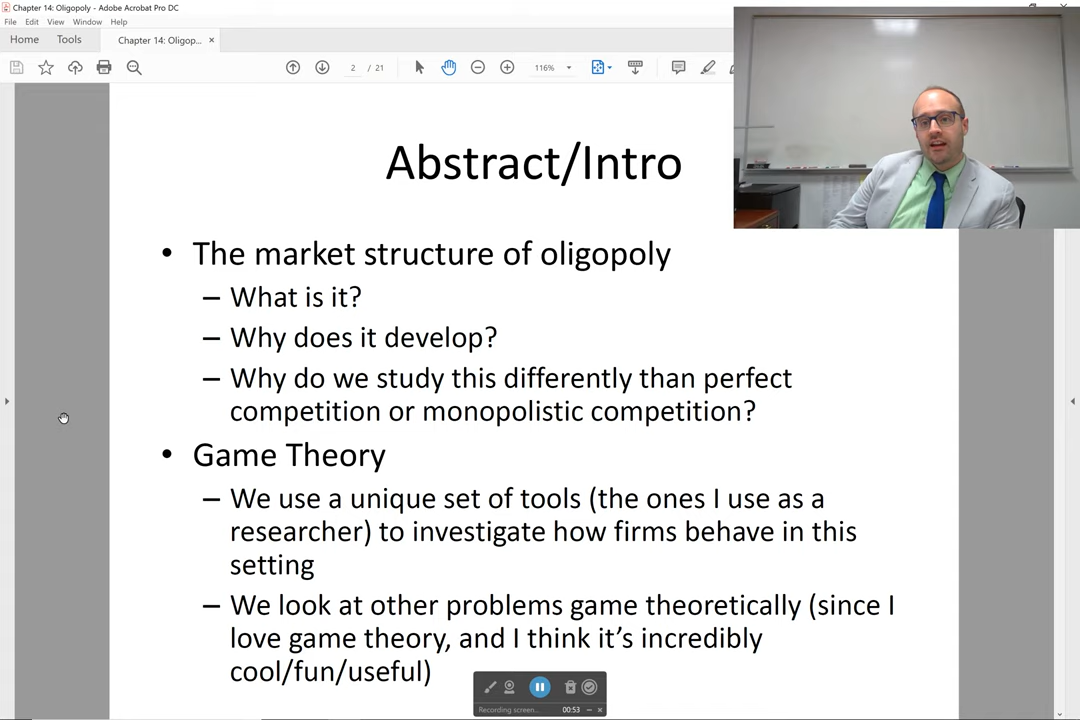 Chapter 14: Oligopoly - Adobe Acrobat Pro DC
File Edit View Window Help
Home Tools Chapter 14: Oligop... ×
2 / 21 116%
Abstract/Intro
• The market structure of oligopoly
– What is it?
– Why does it develop?
– Why do we study this differently than perfect
competition or monopolistic competition?
• Game Theory
– We use a unique set of tools (the ones I use as a
researcher) to investigate how firms behave in this
setting
– We look at other problems game theoretically (since I
love game theory, and I think it's incredibly
cool/fun/useful)
Recording screen... 00:53